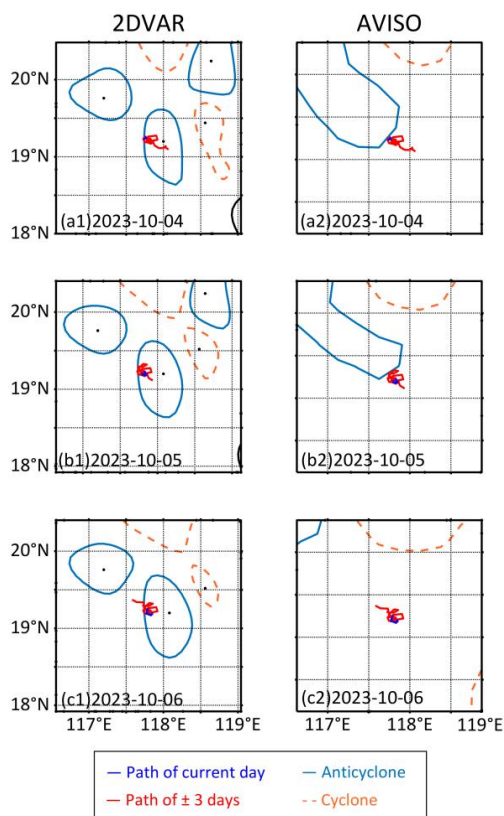 2DVAR AVISO
20°N
19°N
18°N
(a1)2023-10-04 (a2)2023-10-04
20°N
19°N
18°N
(b1)2023-10-05 (b2)2023-10-05
20°N
19°N
18°N
(c1)2023-10-06 (c2)2023-10-06
117°E 118°E 119°E 117°E 118°E 119°E
Path of current day Anticyclone
Path of ± 3 days Cyclone